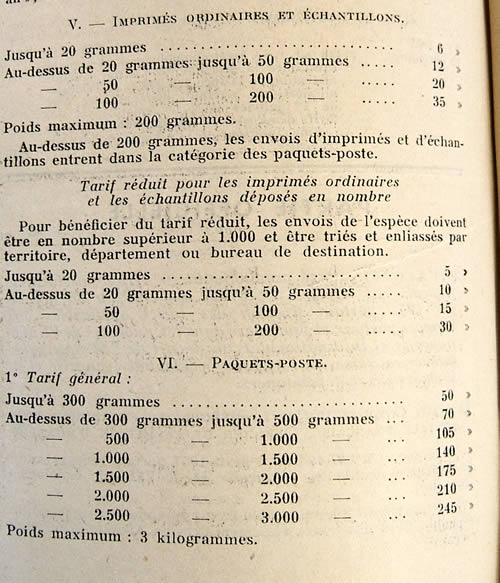 V. — IMPRIMÉS ORDINAIRES ET ÉCHANTILLONS.
Jusqu'à 20 grammes .............................. 6 »
Au-dessus de 20 grammes jusqu'à 50 grammes ..... 12 »
— 50 — 100 — ..... 20 »
— 100 — 200 — ..... 35 »
Poids maximum : 200 grammes.
Au-dessus de 200 grammes, les envois d'imprimés et d'échan-
tillons entrent dans la catégorie des paquets-poste.
Tarif réduit pour les imprimés ordinaires
et les échantillons déposés en nombre
Pour bénéficier du tarif réduit, les envois de l'espèce doivent
être en nombre supérieur à 1.000 et être triés et enliassés par
territoire, département ou bureau de destination.
Jusqu'à 20 grammes .............................. 5 »
Au-dessus de 20 grammes jusqu'à 50 grammes ..... 10 »
— 50 — 100 — ..... 15 »
— 100 — 200 — ..... 30 »
VI. — PAQUETS-POSTE.
1° Tarif général :
Jusqu'à 300 grammes .............................. 50 »
Au-dessus de 300 grammes jusqu'à 500 grammes ... 70 »
— 500 — 1.000 — ... 105 »
— 1.000 — 1.500 — ... 140 »
— 1.500 — 2.000 — ... 175 »
— 2.000 — 2.500 — ... 210 »
— 2.500 — 3.000 — ... 245 »
Poids maximum : 3 kilogrammes.